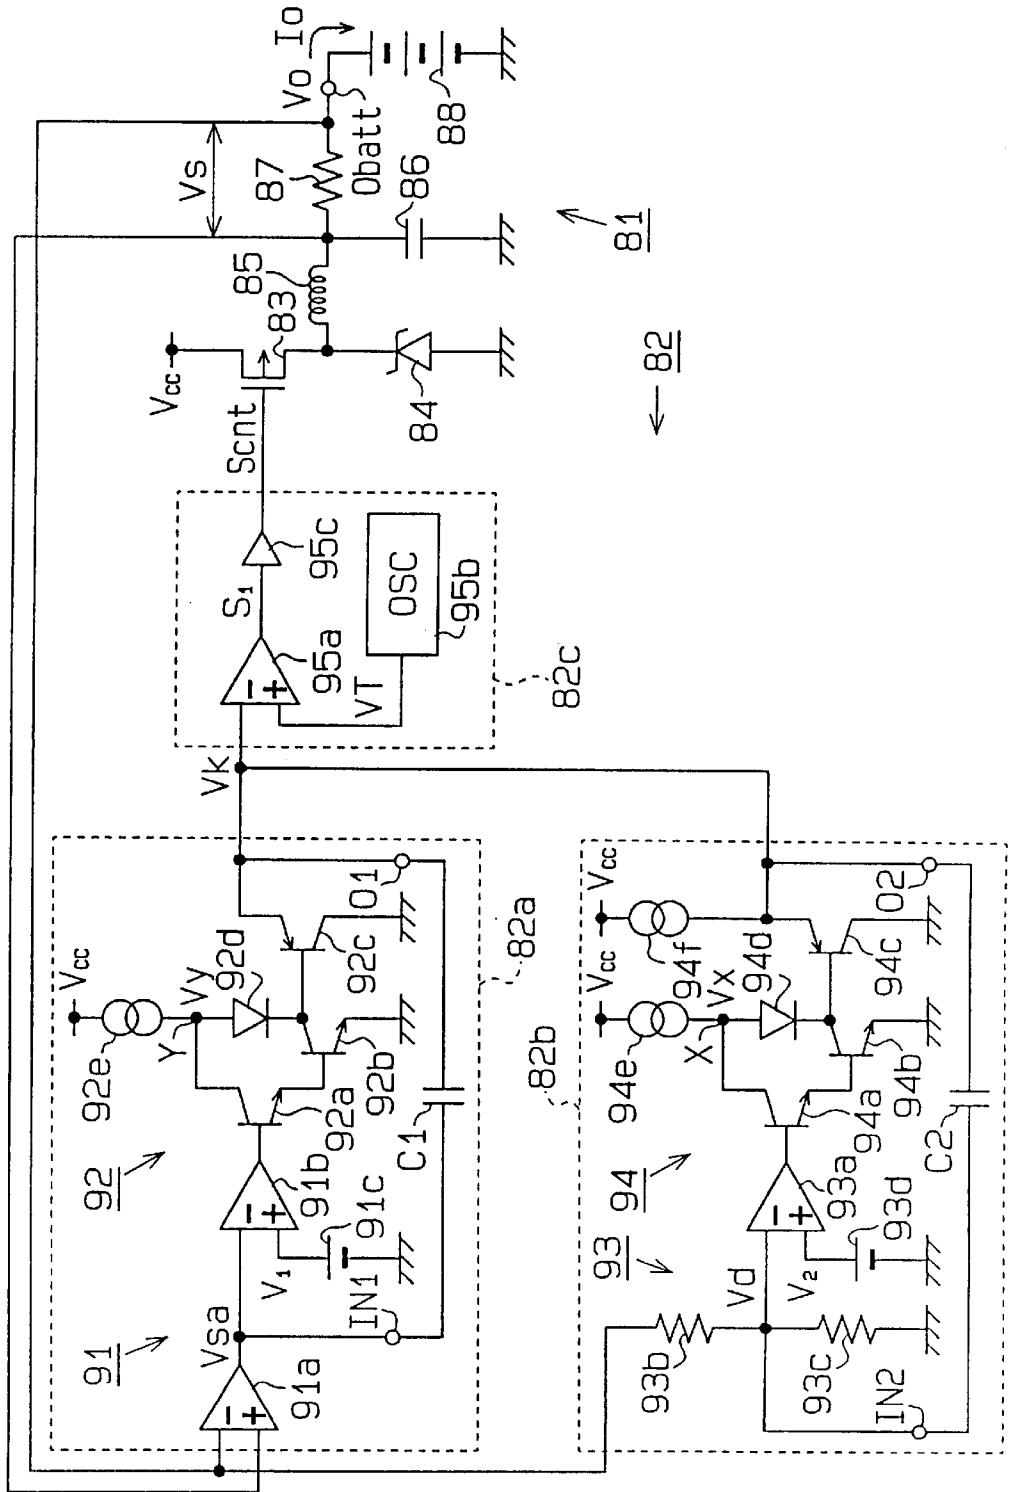 Io
Vo
Vs
87
Obatt
88
86
85
83
81
Vcc
84
82
Scnt
95c
S1
95a
OSC
95b
VT
82c
Vk
Vcc
92e
Vy
Y
92d
O1
92c
92b
92a
92
91b
C1
91c
V1
IN1
Vsa
91
91a
82a
82b
Vcc
Vcc
94f
94e
Vx
X
94d
O2
94c
94b
94a
94
C2
93a
93d
93
Vd
V2
93b
93c
IN2